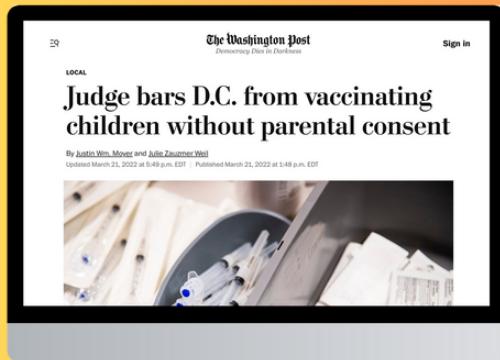 The Washington Post
Democracy Dies in Darkness
Sign in
LOCAL
Judge bars D.C. from vaccinating
children without parental consent
By Justin Wm. Moyer and Julie Zauzmer Weil
Updated March 21, 2022 at 5:49 p.m. EDT | Published March 21, 2022 at 1:48 p.m. EDT